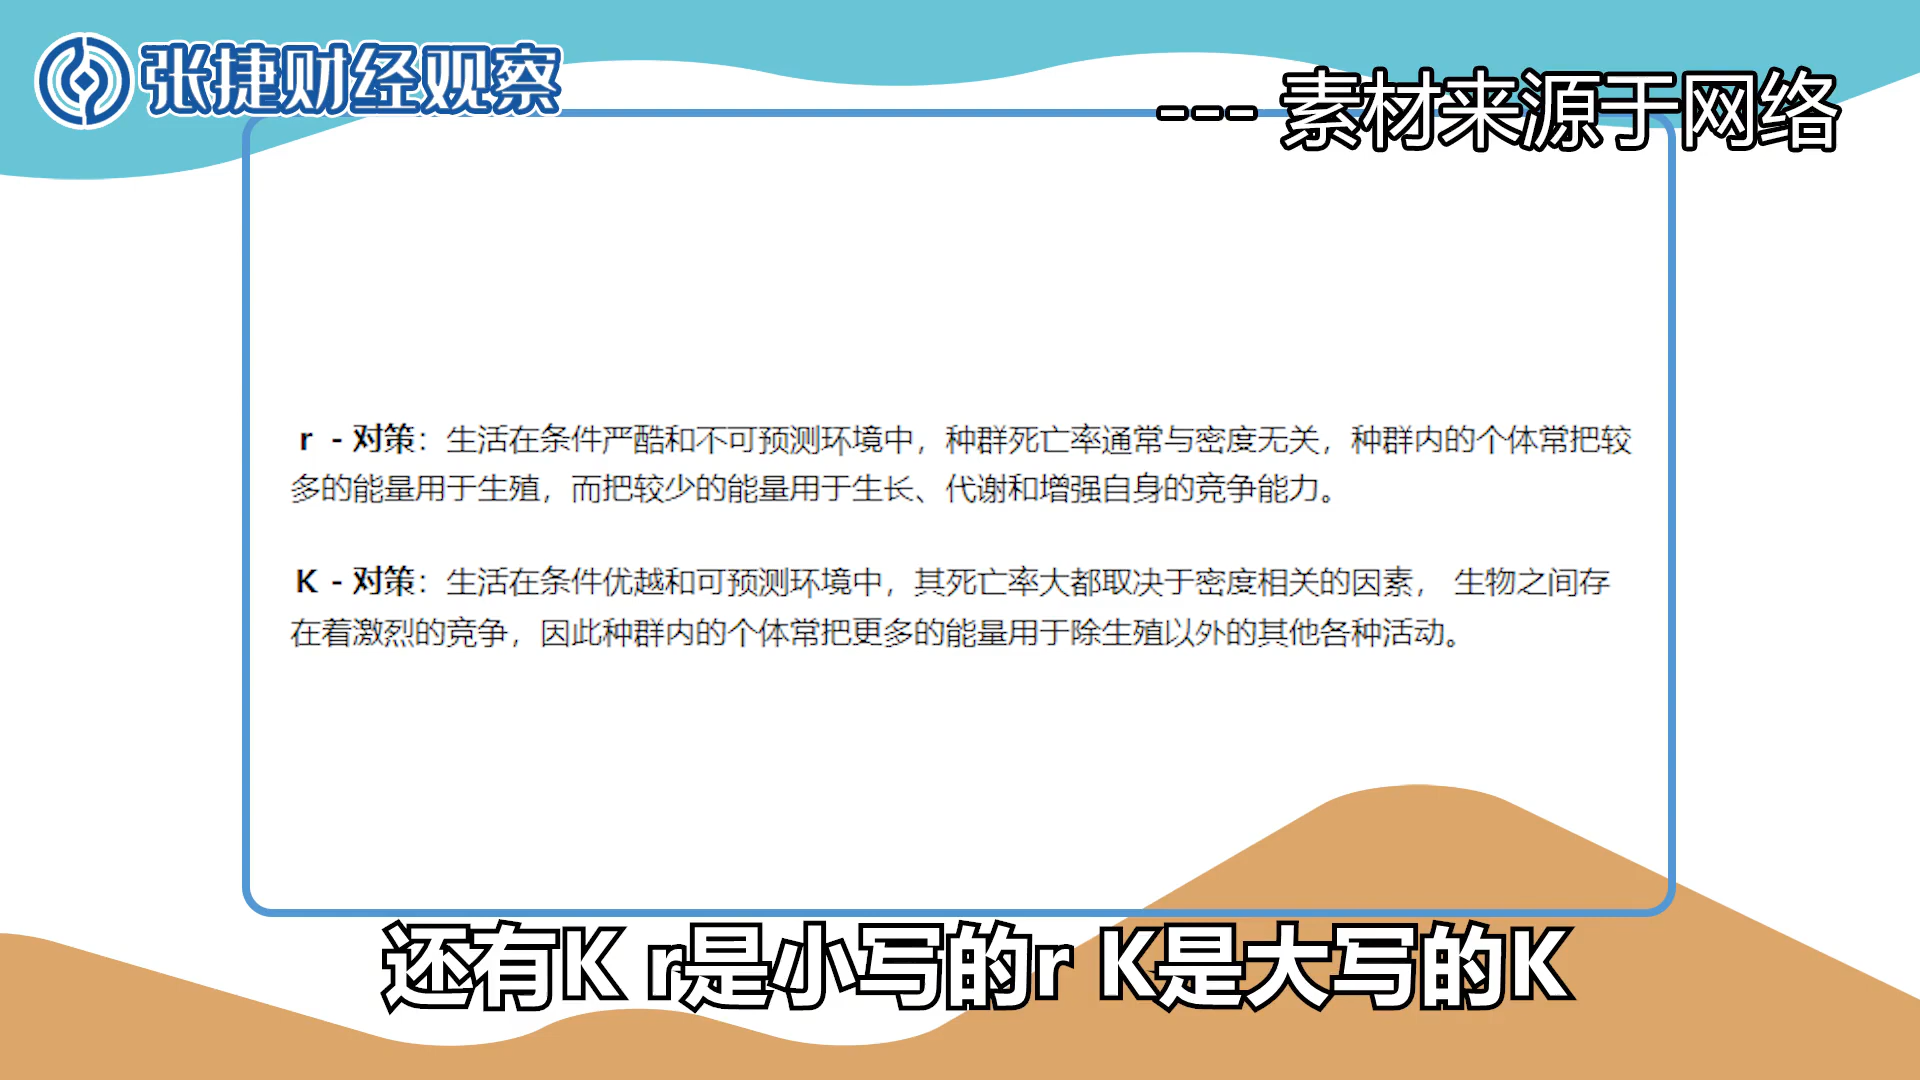 张捷财经观察
--- 素材来源于网络
r - 对策：生活在条件严酷和不可预测环境中，种群死亡率通常与密度无关，种群内的个体常把较
多的能量用于生殖，而把较少的能量用于生长、代谢和增强自身的竞争能力。
K - 对策：生活在条件优越和可预测环境中，其死亡率大都取决于密度相关的因素， 生物之间存
在着激烈的竞争，因此种群内的个体常把更多的能量用于除生殖以外的其他各种活动。
还有K r是小写的r K是大写的K